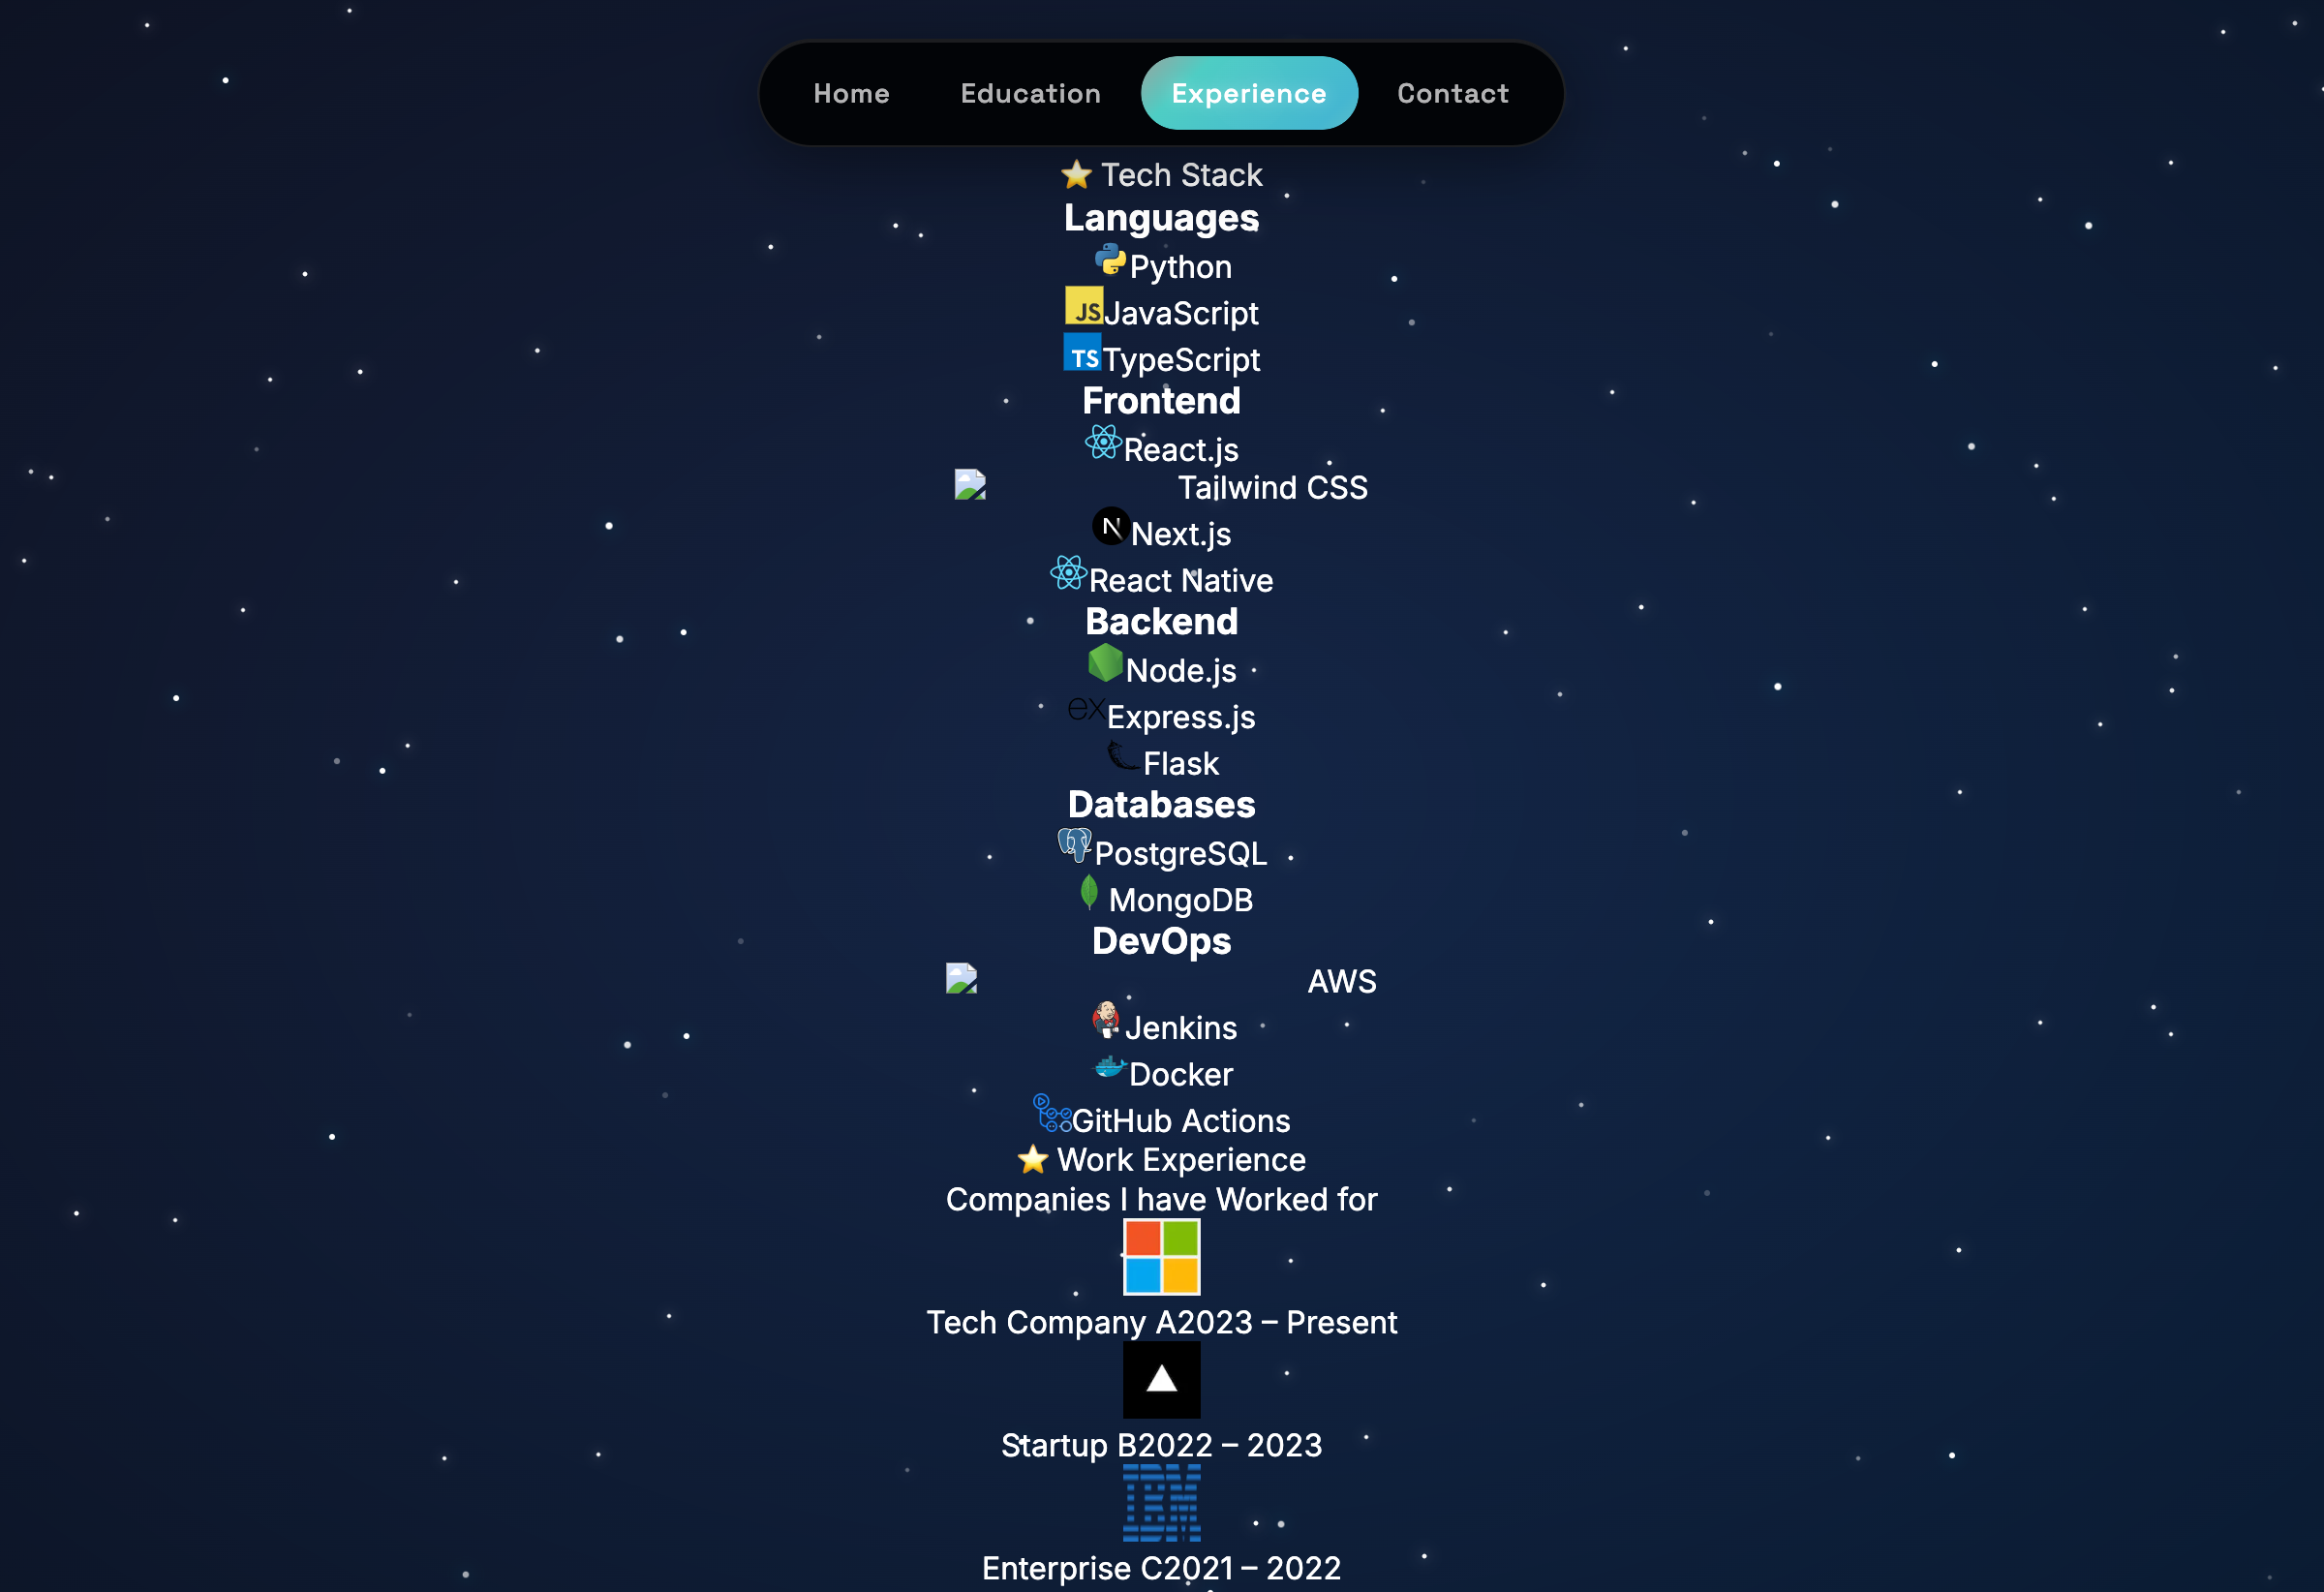 Home Education Experience Contact
⭐ Tech Stack
Languages
Python
JS JavaScript
TS TypeScript
Frontend
React.js
Tailwind CSS
N Next.js
React Native
Backend
Node.js
ex Express.js
Flask
Databases
PostgreSQL
MongoDB
DevOps
AWS
Jenkins
Docker
GitHub Actions
⭐ Work Experience
Companies I have Worked for
Tech Company A2023 – Present
Startup B2022 – 2023
IBM
Enterprise C2021 – 2022